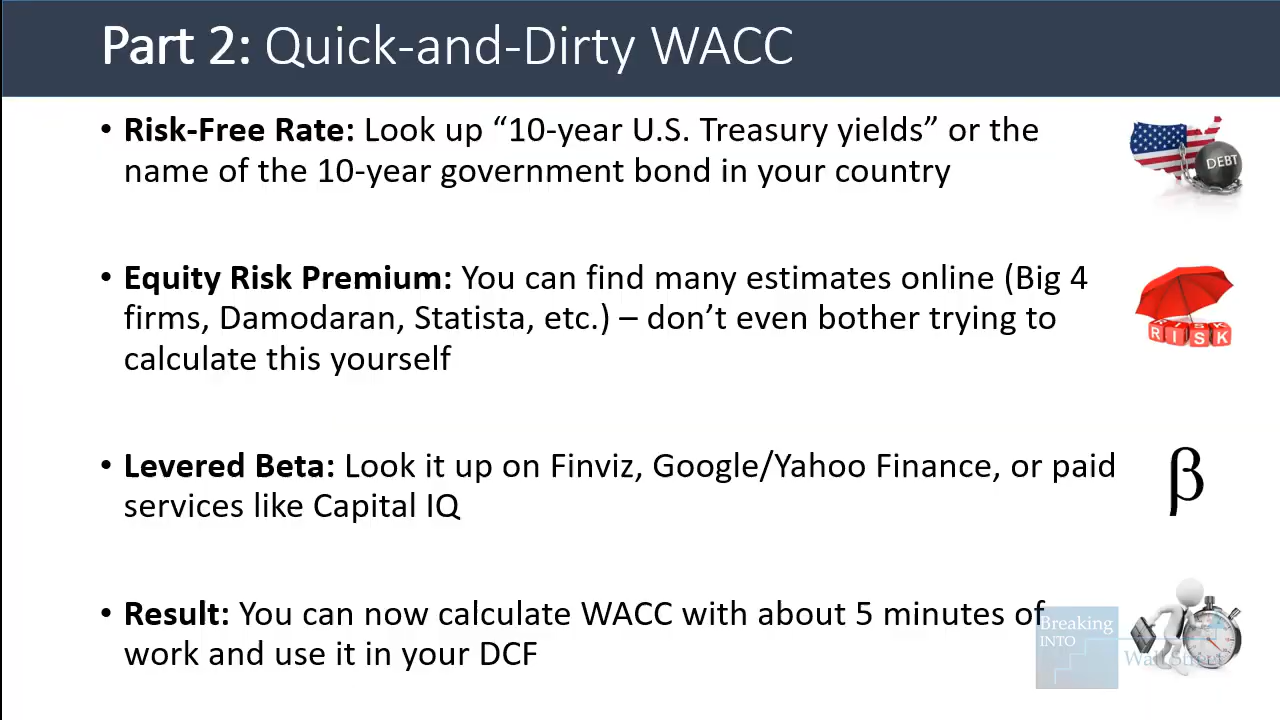 Part 2: Quick-and-Dirty WACC
• Risk-Free Rate: Look up “10-year U.S. Treasury yields” or the
name of the 10-year government bond in your country
DEBT
• Equity Risk Premium: You can find many estimates online (Big 4
firms, Damodaran, Statista, etc.) – don’t even bother trying to
calculate this yourself
RISK
• Levered Beta: Look it up on Finviz, Google/Yahoo Finance, or paid
services like Capital IQ
β
• Result: You can now calculate WACC with about 5 minutes of
work and use it in your DCF
Breaking
INTO
Wall Street